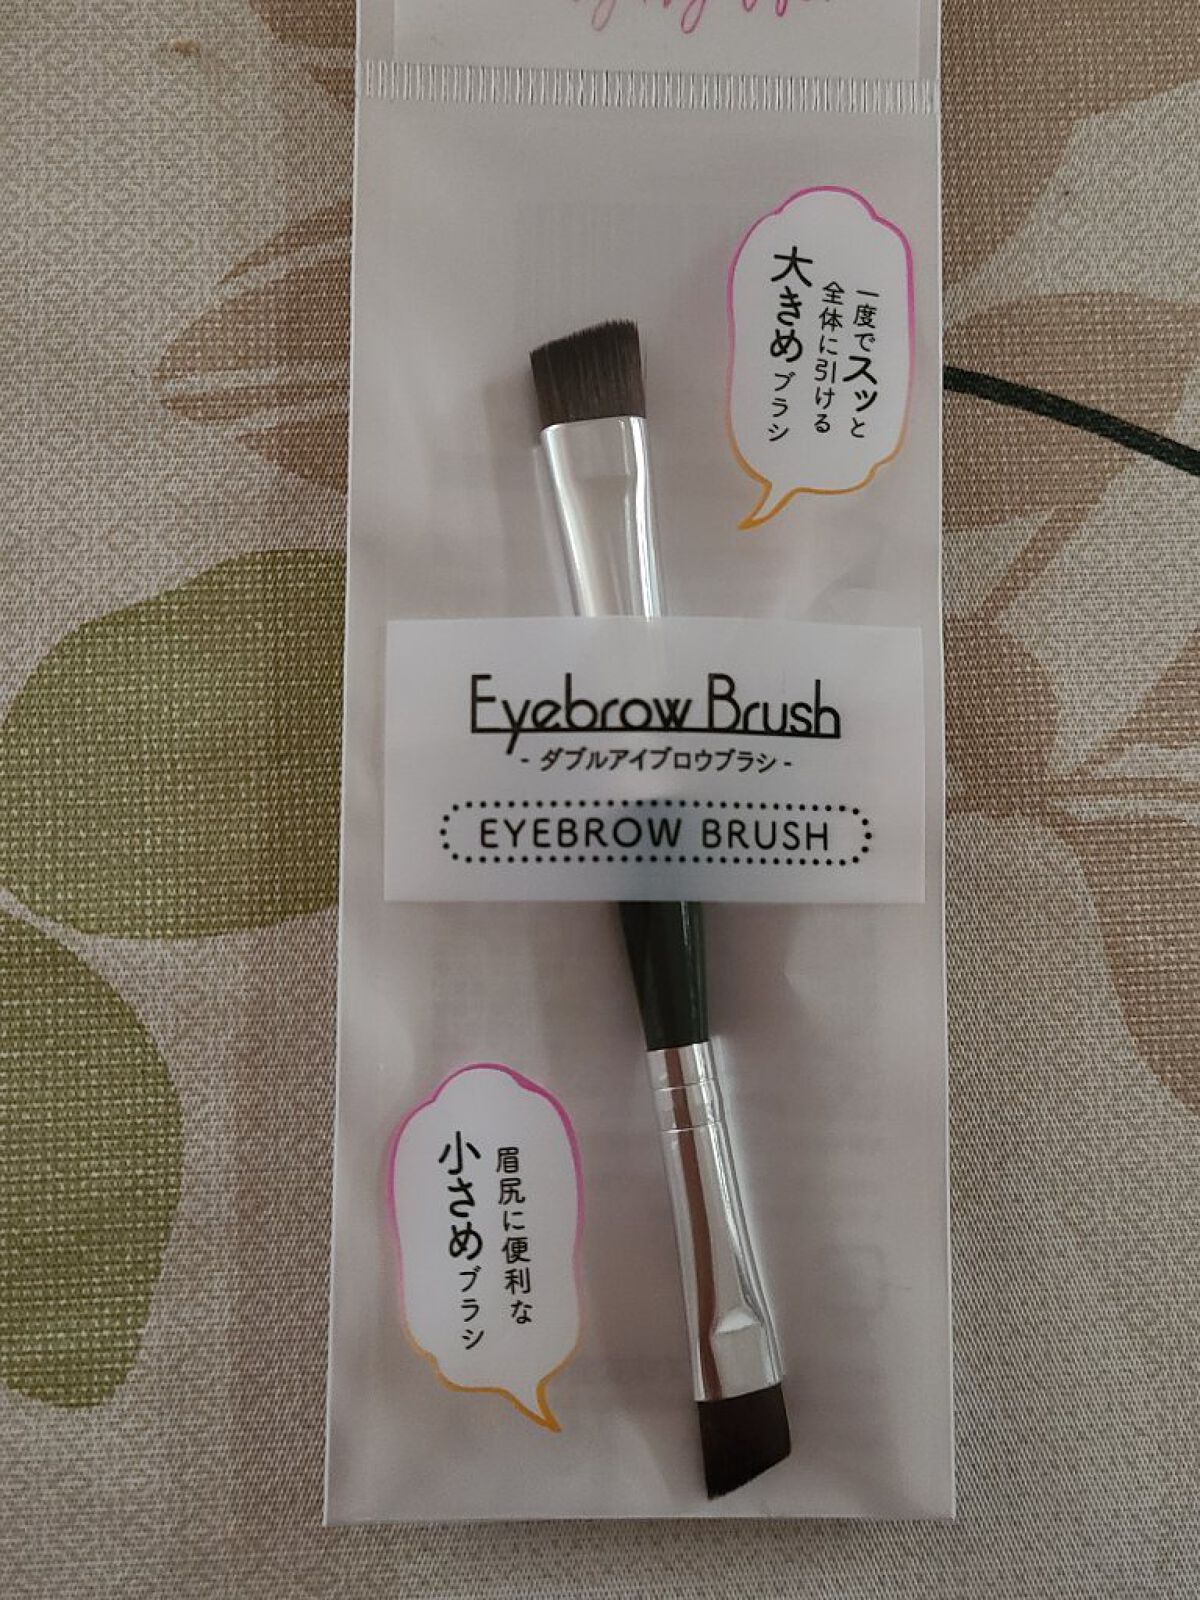 一度でスッと
全体に引ける
大きめブラシ
Eyebrow Brush
- ダブルアイブロウブラシ -
EYEBROW BRUSH
眉尻に便利な
小さめブラシ